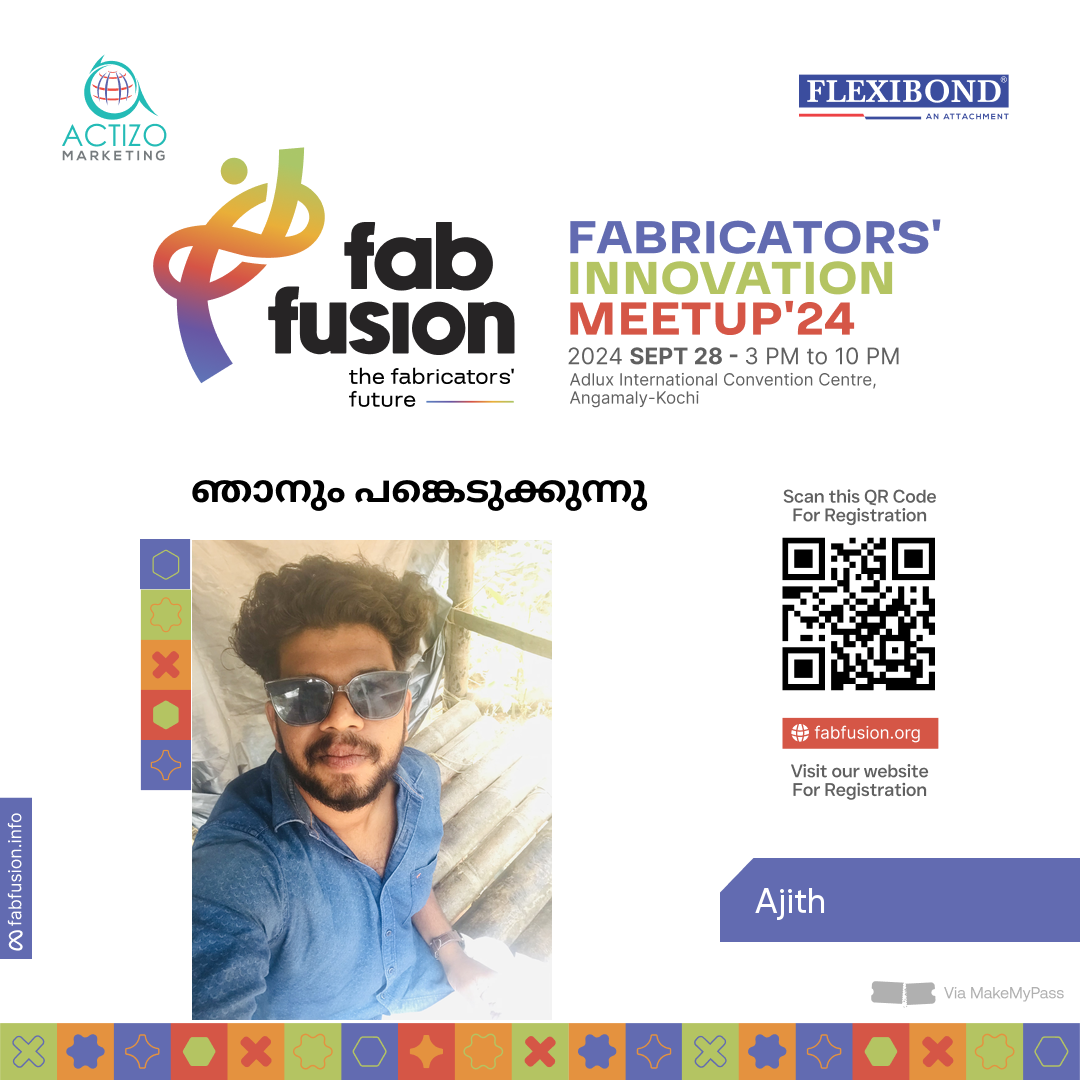 ACTIZO
MARKETING
FLEXIBOND®
AN ATTACHMENT
fab
fusion
the fabricators'
future
FABRICATORS'
INNOVATION
MEETUP'24
2024 SEPT 28 - 3 PM to 10 PM
Adlux International Convention Centre,
Angamaly-Kochi
ഞാനും പങ്കെടുക്കുന്നു
Scan this QR Code
For Registration
fabfusion.org
Visit our website
For Registration
fabfusion.info
Ajith
Via MakeMyPass